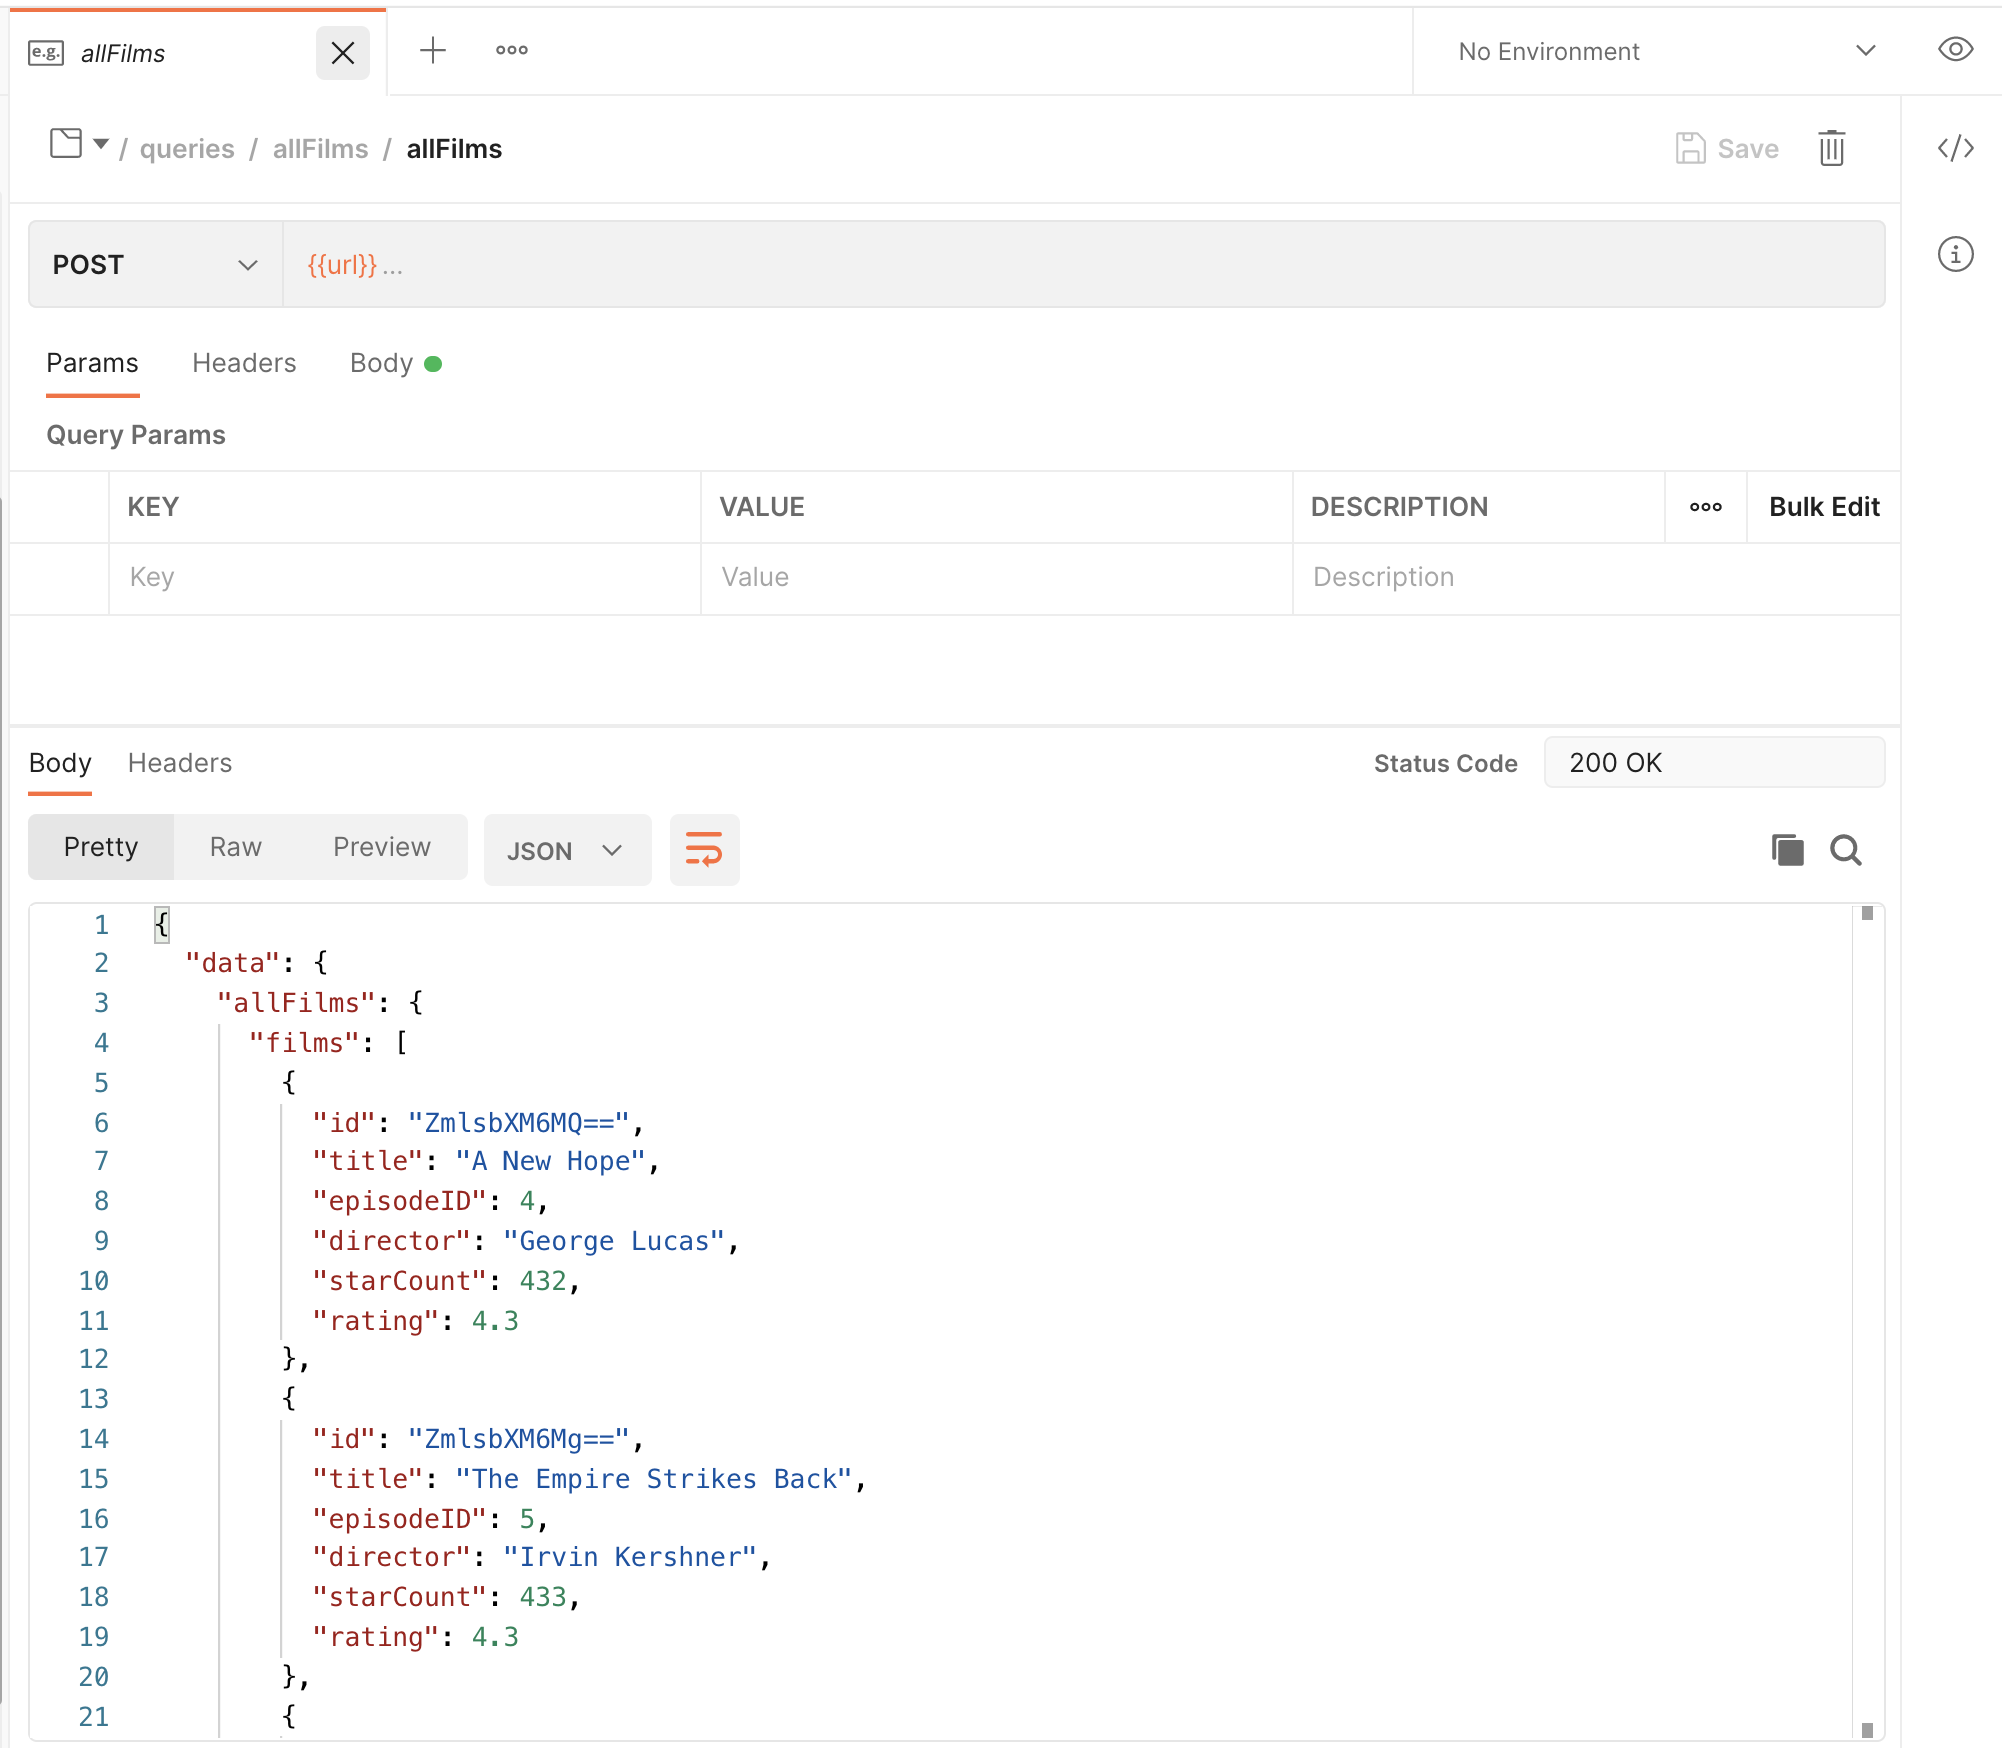 e.g. allFilms No Environment
/ queries / allFilms / allFilms Save
POST {{url}} ...
Params Headers Body
Query Params
KEY VALUE DESCRIPTION Bulk Edit
Key Value Description
Body Headers Status Code 200 OK
Pretty Raw Preview JSON
1 {
2 "data": {
3 "allFilms": {
4 "films": [
5 {
6 "id": "ZmlsbXM6MQ==",
7 "title": "A New Hope",
8 "episodeID": 4,
9 "director": "George Lucas",
10 "starCount": 432,
11 "rating": 4.3
12 },
13 {
14 "id": "ZmlsbXM6Mg==",
15 "title": "The Empire Strikes Back",
16 "episodeID": 5,
17 "director": "Irvin Kershner",
18 "starCount": 433,
19 "rating": 4.3
20 },
21 {